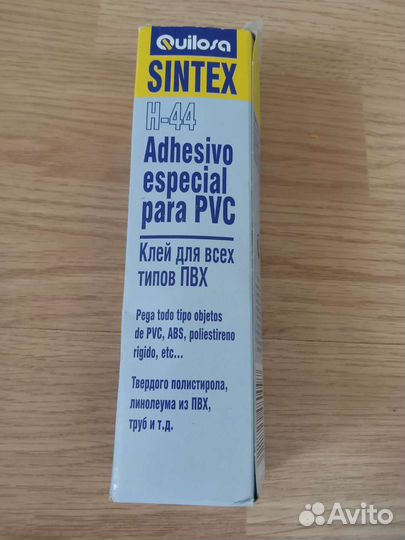 Quilosa
SINTEX
H-44
Adhesivo
especial
para PVC
Клей для всех
типов ПВХ
Pega todo tipo objetos
de PVC, ABS, poliestireno
rigido, etc...
Твердого полистирола,
линолеума из ПВХ,
труб и т.д.
Avito